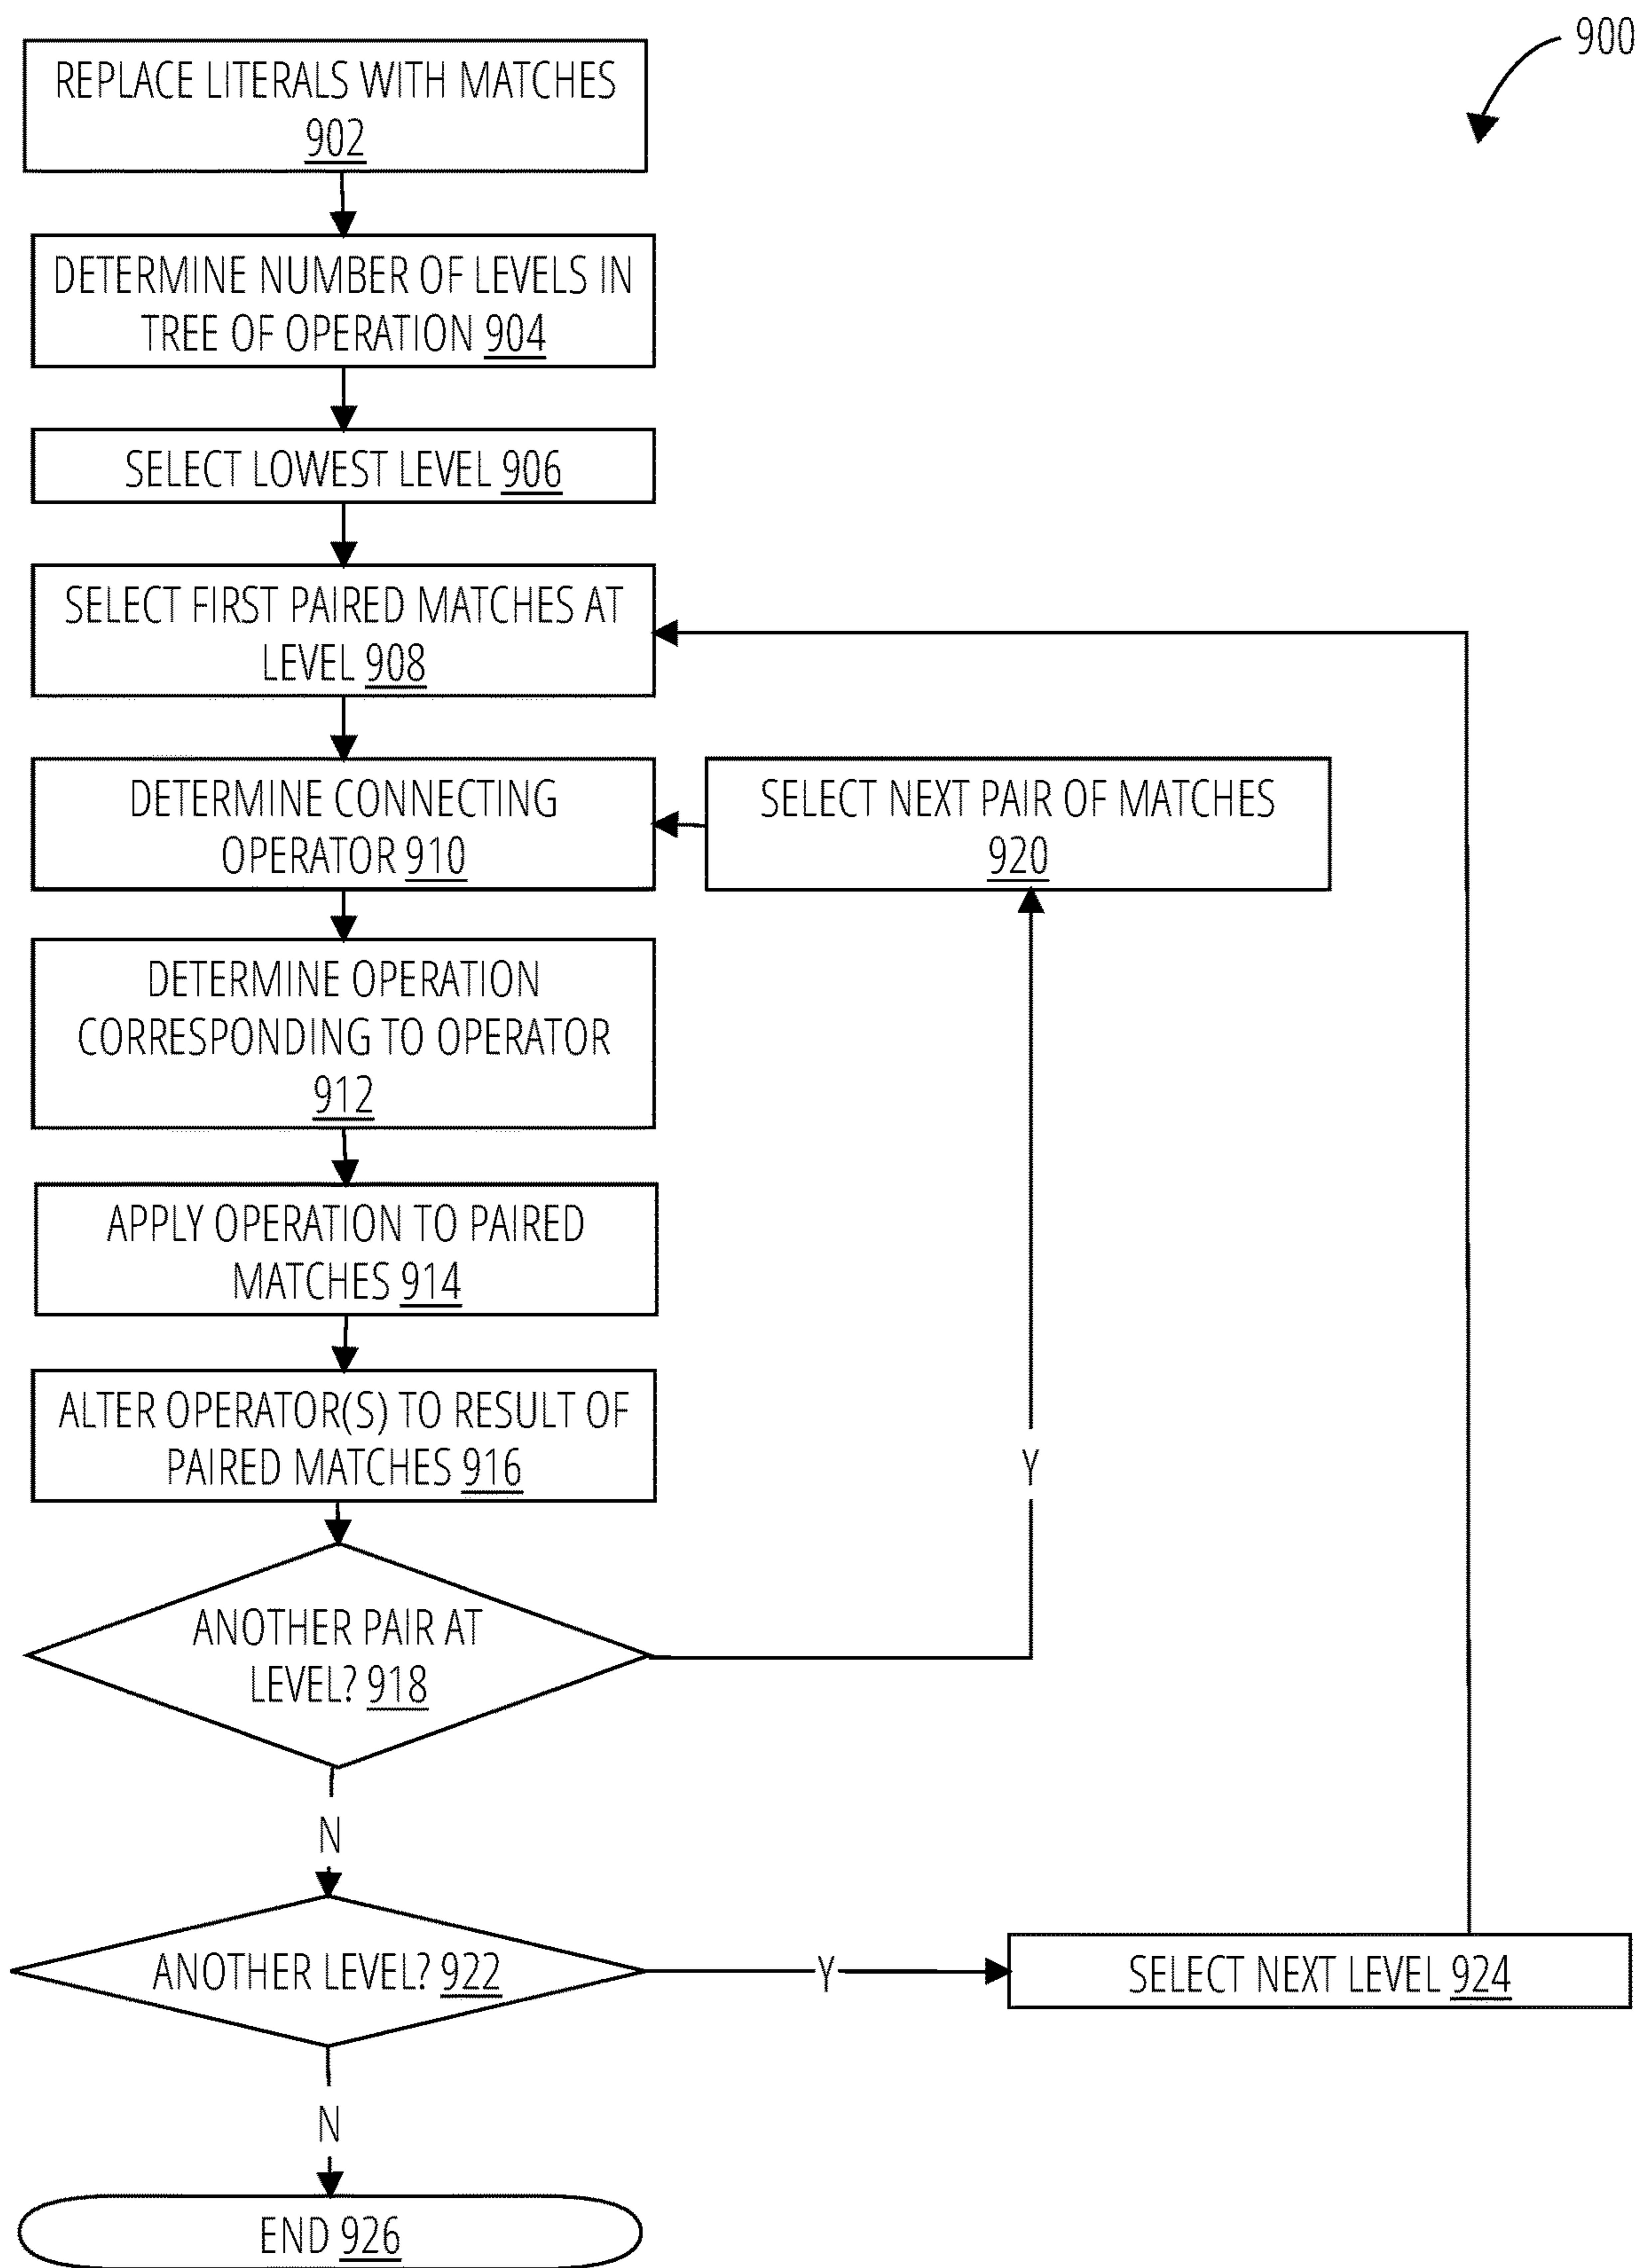 900
REPLACE LITERALS WITH MATCHES
902
DETERMINE NUMBER OF LEVELS IN
TREE OF OPERATION 904
SELECT LOWEST LEVEL 906
SELECT FIRST PAIRED MATCHES AT
LEVEL 908
DETERMINE CONNECTING
OPERATOR 910
SELECT NEXT PAIR OF MATCHES
920
DETERMINE OPERATION
CORRESPONDING TO OPERATOR
912
APPLY OPERATION TO PAIRED
MATCHES 914
ALTER OPERATOR(S) TO RESULT OF
PAIRED MATCHES 916
Y
ANOTHER PAIR AT
LEVEL? 918
N
ANOTHER LEVEL? 922
Y
SELECT NEXT LEVEL 924
N
END 926